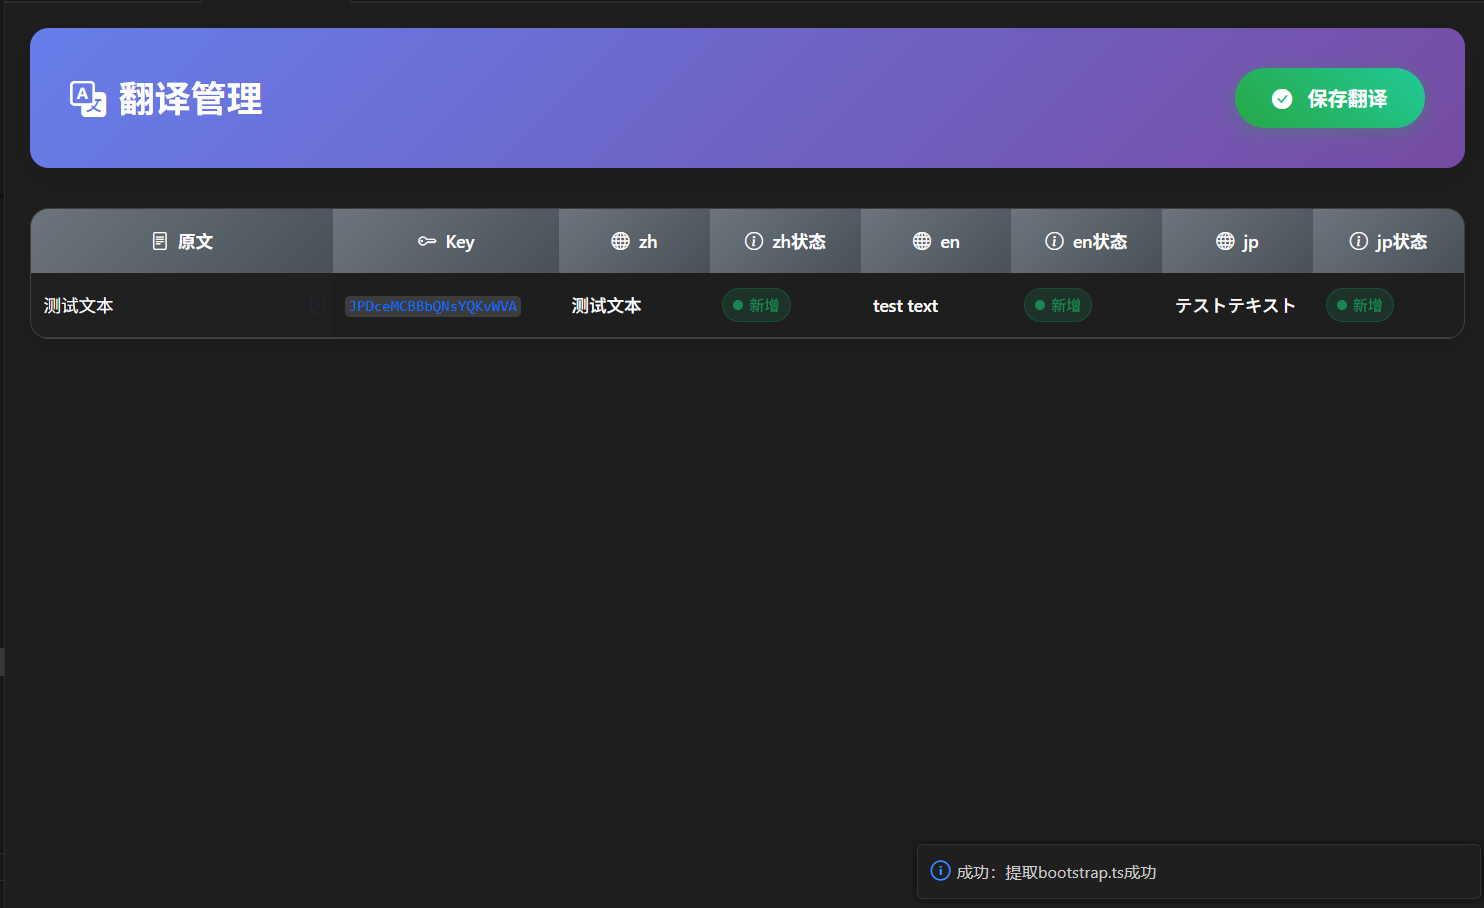 翻译管理
保存翻译
原文 Key zh zh状态 en en状态 jp jp状态
测试文本 JPDceMCBBbQNsYQKvWVA 测试文本 新增 test text 新增 テストテキスト 新增
成功：提取bootstrap.ts成功